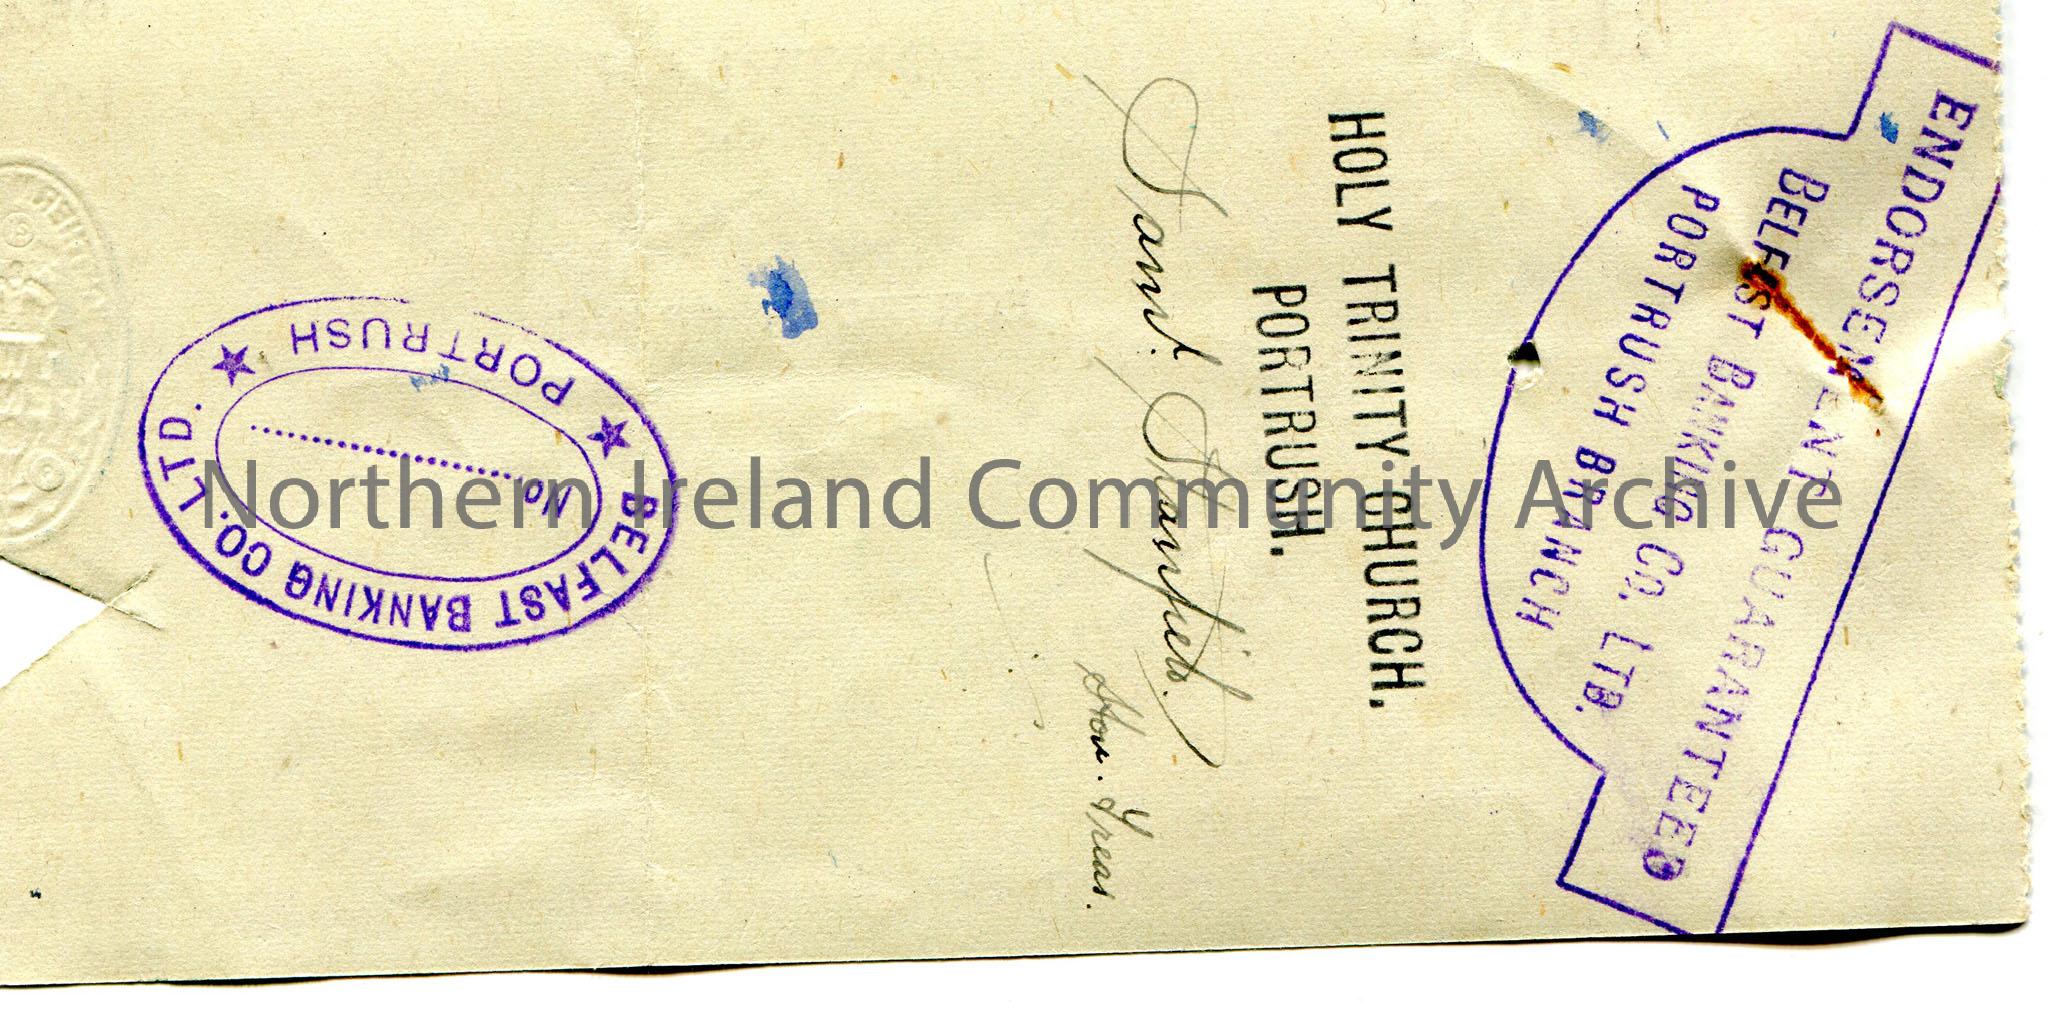 ENDORSEMENT GUARANTEED
BELFAST BANKING CO. LTD.
PORTRUSH BRANCH
HOLY TRINITY CHURCH.
PORTRUSH.
Saml.
Hon. Treas.
BELFAST BANKING CO. LTD.
PORTRUSH
No.
Northern Ireland Community Archive